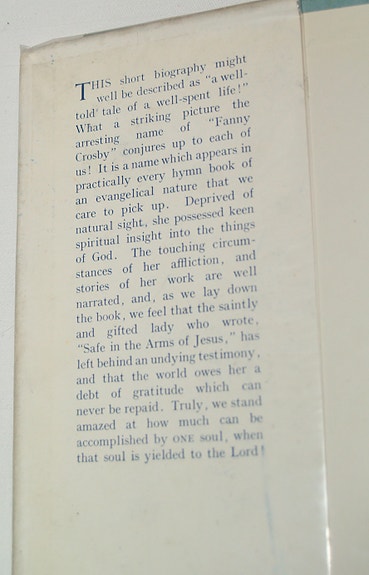 THIS short biography might
well be described as "a well-
told' tale of a well-spent life!"
What a striking picture the
arresting name of "Fanny
Crosby" conjures up to each of
us! It is a name which appears in
practically every hymn book of
an evangelical nature that we
care to pick up. Deprived of
natural sight, she possessed keen
spiritual insight into the things
of God. The touching circum-
stances of her affliction, and
stories of her work are well
narrated, and, as we lay down
the book, we feel that the saintly
and gifted lady who wrote,
"Safe in the Arms of Jesus," has
left behind an undying testimony,
and that the world owes her a
debt of gratitude which can
never be repaid. Truly, we stand
amazed at how much can be
accomplished by ONE soul, when
that soul is yielded to the Lord!